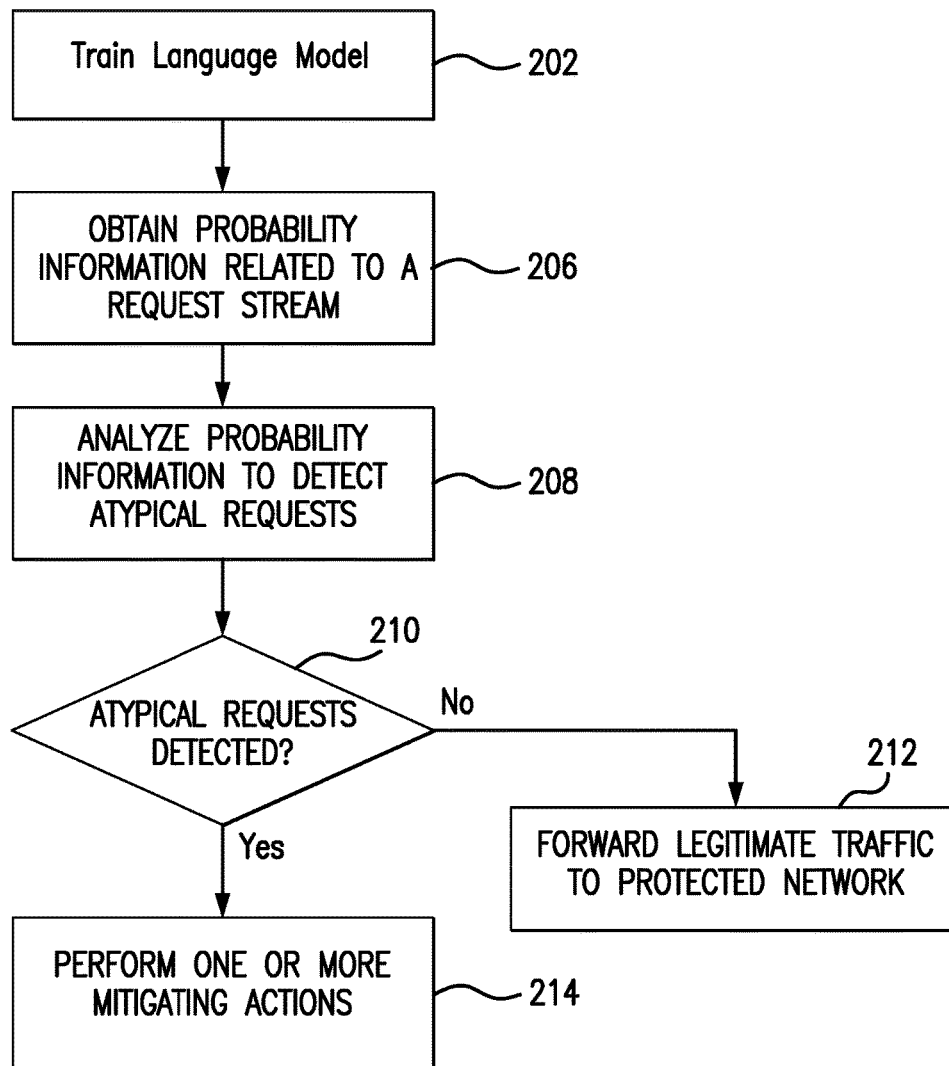 Train Language Model
202
OBTAIN PROBABILITY
INFORMATION RELATED TO A
REQUEST STREAM
206
ANALYZE PROBABILITY
INFORMATION TO DETECT
ATYPICAL REQUESTS
208
210
ATYPICAL REQUESTS
DETECTED?
No
Yes
212
FORWARD LEGITIMATE TRAFFIC
TO PROTECTED NETWORK
PERFORM ONE OR MORE
MITIGATING ACTIONS
214